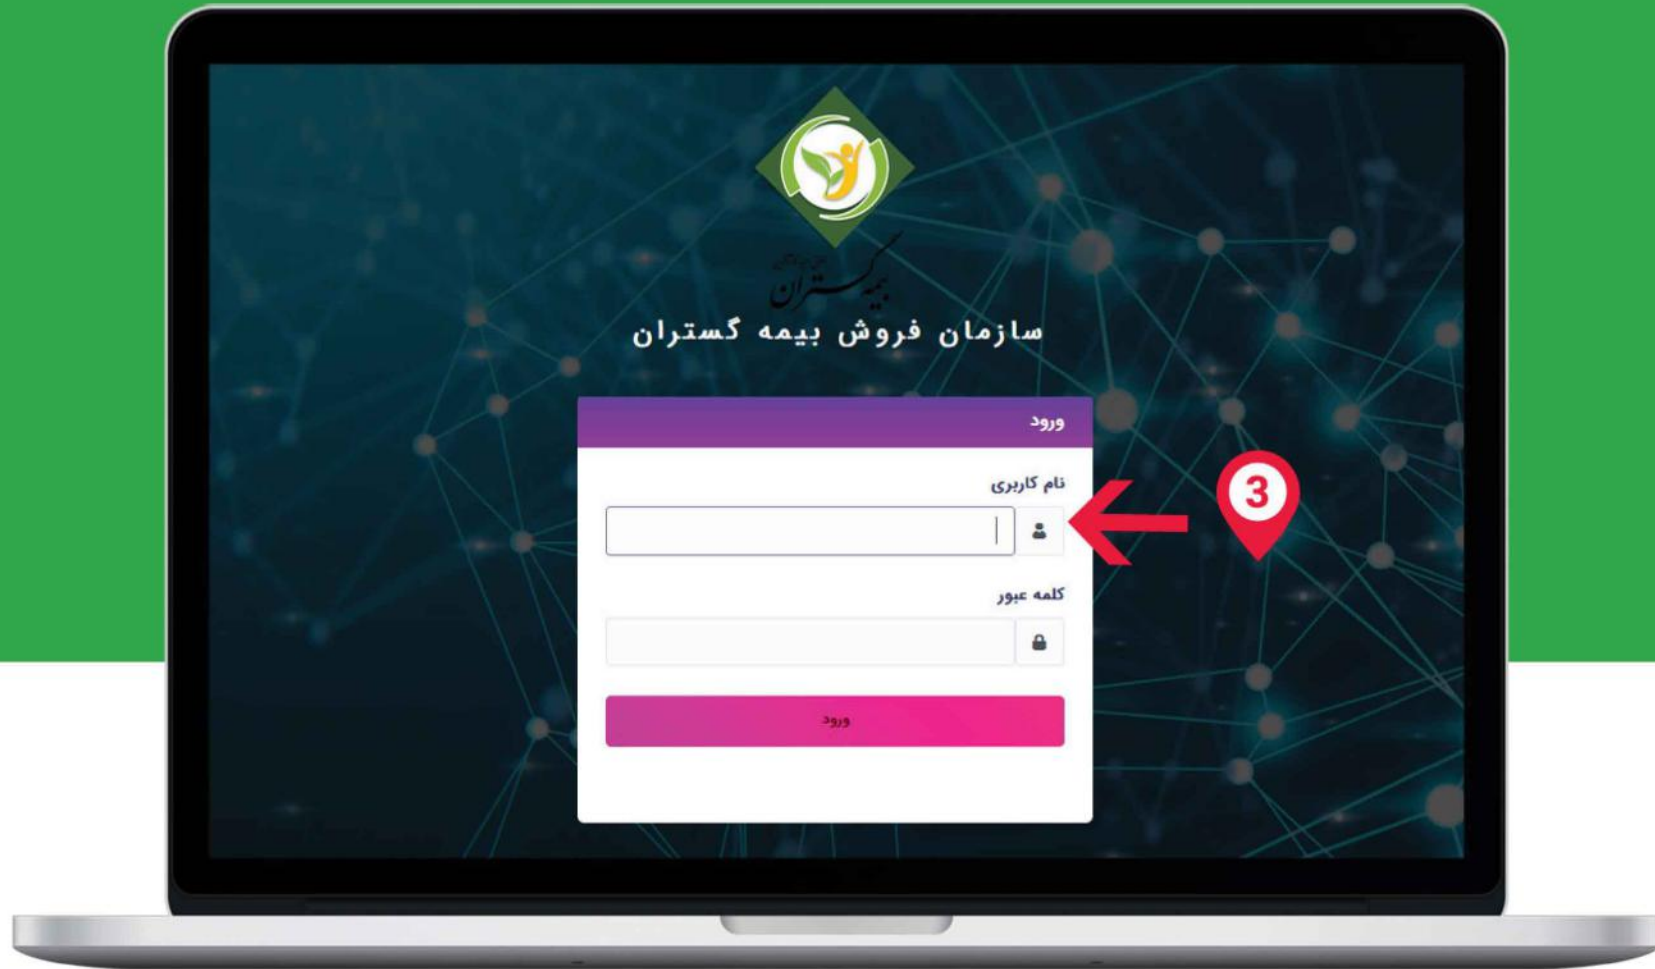 بیمه گستران
سازمان فروش بیمه گستران
ورود
نام کاربری
3
کلمه عبور
ورود